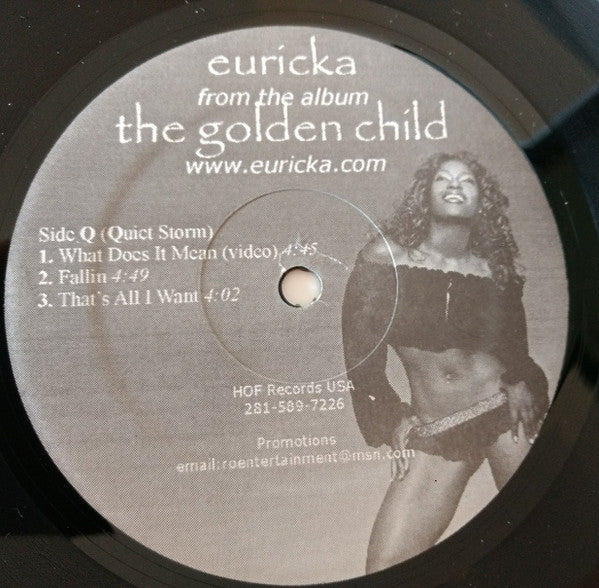 euricka
from the album
the golden child
www.euricka.com
Side Q (Quiet Storm)
1. What Does It Mean (video) 4:45
2. Fallin 4:49
3. That's All I Want 4:02
HOF Records USA
281-589-7226
Promotions
email:roentertainment@msn.com